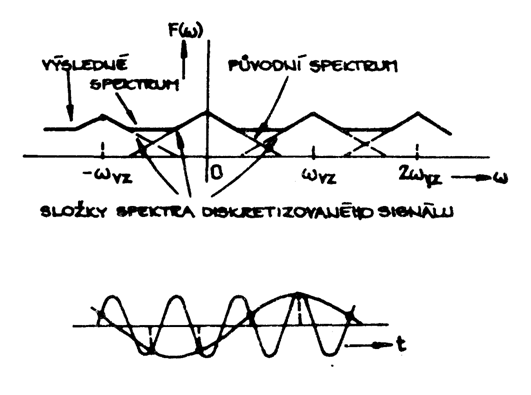 F(ω)
VÝSLEDNÉ
SPEKTRUM
PŮVODNÍ SPEKTRUM
-ωvz 0 ωvz 2ωvz ω
SLOŽKY SPEKTRA DISKRETIZOVANÉHO SIGNÁLU
t